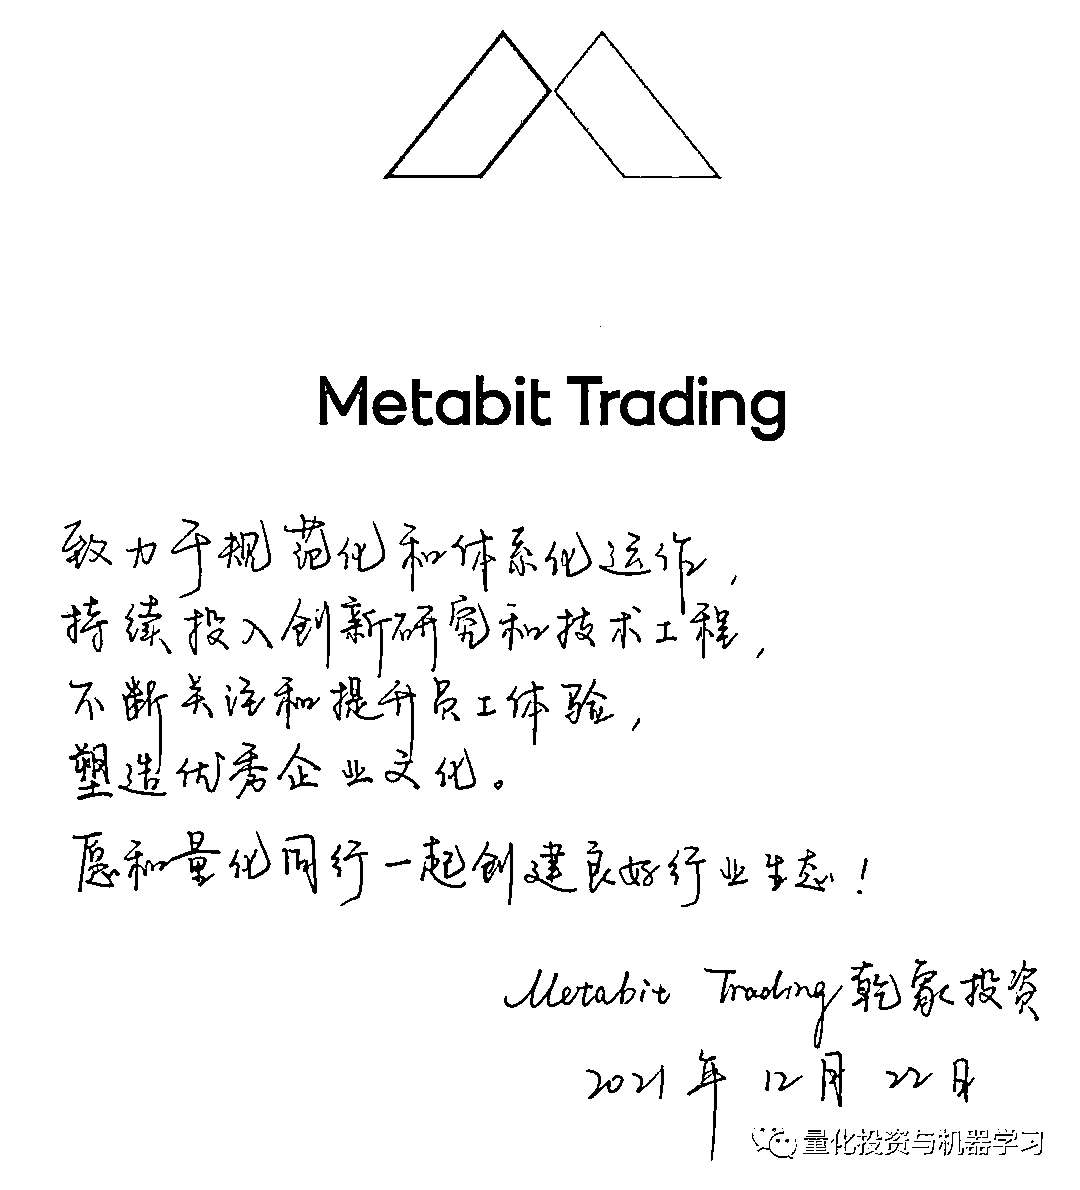 Metabit Trading
致力于规范化和体系化运作,
持续投入创新研究和技术工程,
不断关注和提升员工体验,
塑造优秀企业文化。
愿和量化同行一起创建良好行业生态!
Metabit Trading 乾象投资
2021年 12月 22日
量化投资与机器学习